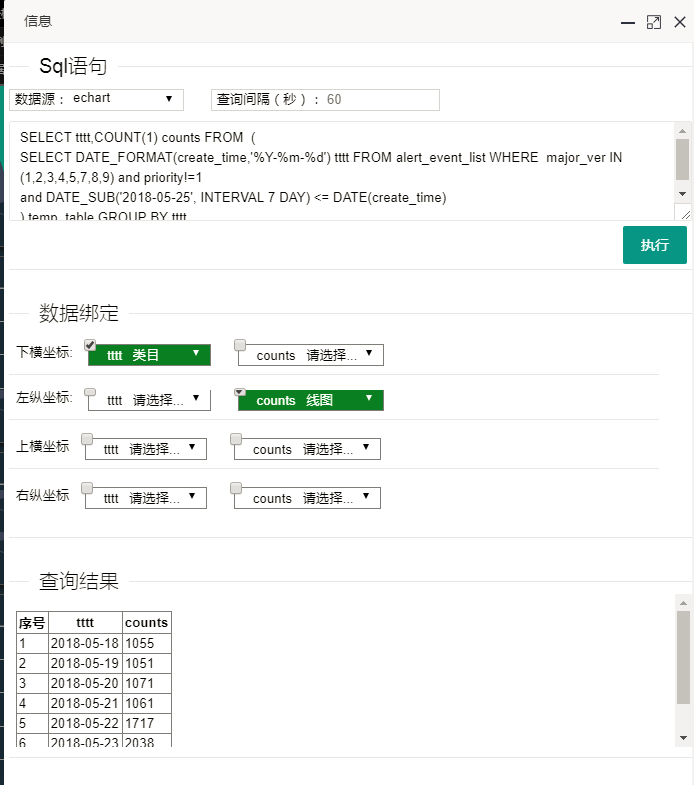 信息
Sql语句
数据源： echart ▼ 查询间隔（秒）： 60
SELECT tttt,COUNT(1) counts FROM (
SELECT DATE_FORMAT(create_time,'%Y-%m-%d') tttt FROM alert_event_list WHERE major_ver IN
(1,2,3,4,5,7,8,9) and priority!=1
and DATE_SUB('2018-05-25', INTERVAL 7 DAY) <= DATE(create_time)
) temp_table GROUP BY tttt
执行
数据绑定
下横坐标: tttt 类目 ▼ counts 请选择... ▼
左纵坐标: tttt 请选择... ▼ counts 线图 ▼
上横坐标 tttt 请选择... ▼ counts 请选择... ▼
右纵坐标 tttt 请选择... ▼ counts 请选择... ▼
查询结果
序号 tttt counts
1 2018-05-18 1055
2 2018-05-19 1051
3 2018-05-20 1071
4 2018-05-21 1061
5 2018-05-22 1717
6 2018-05-23 2038